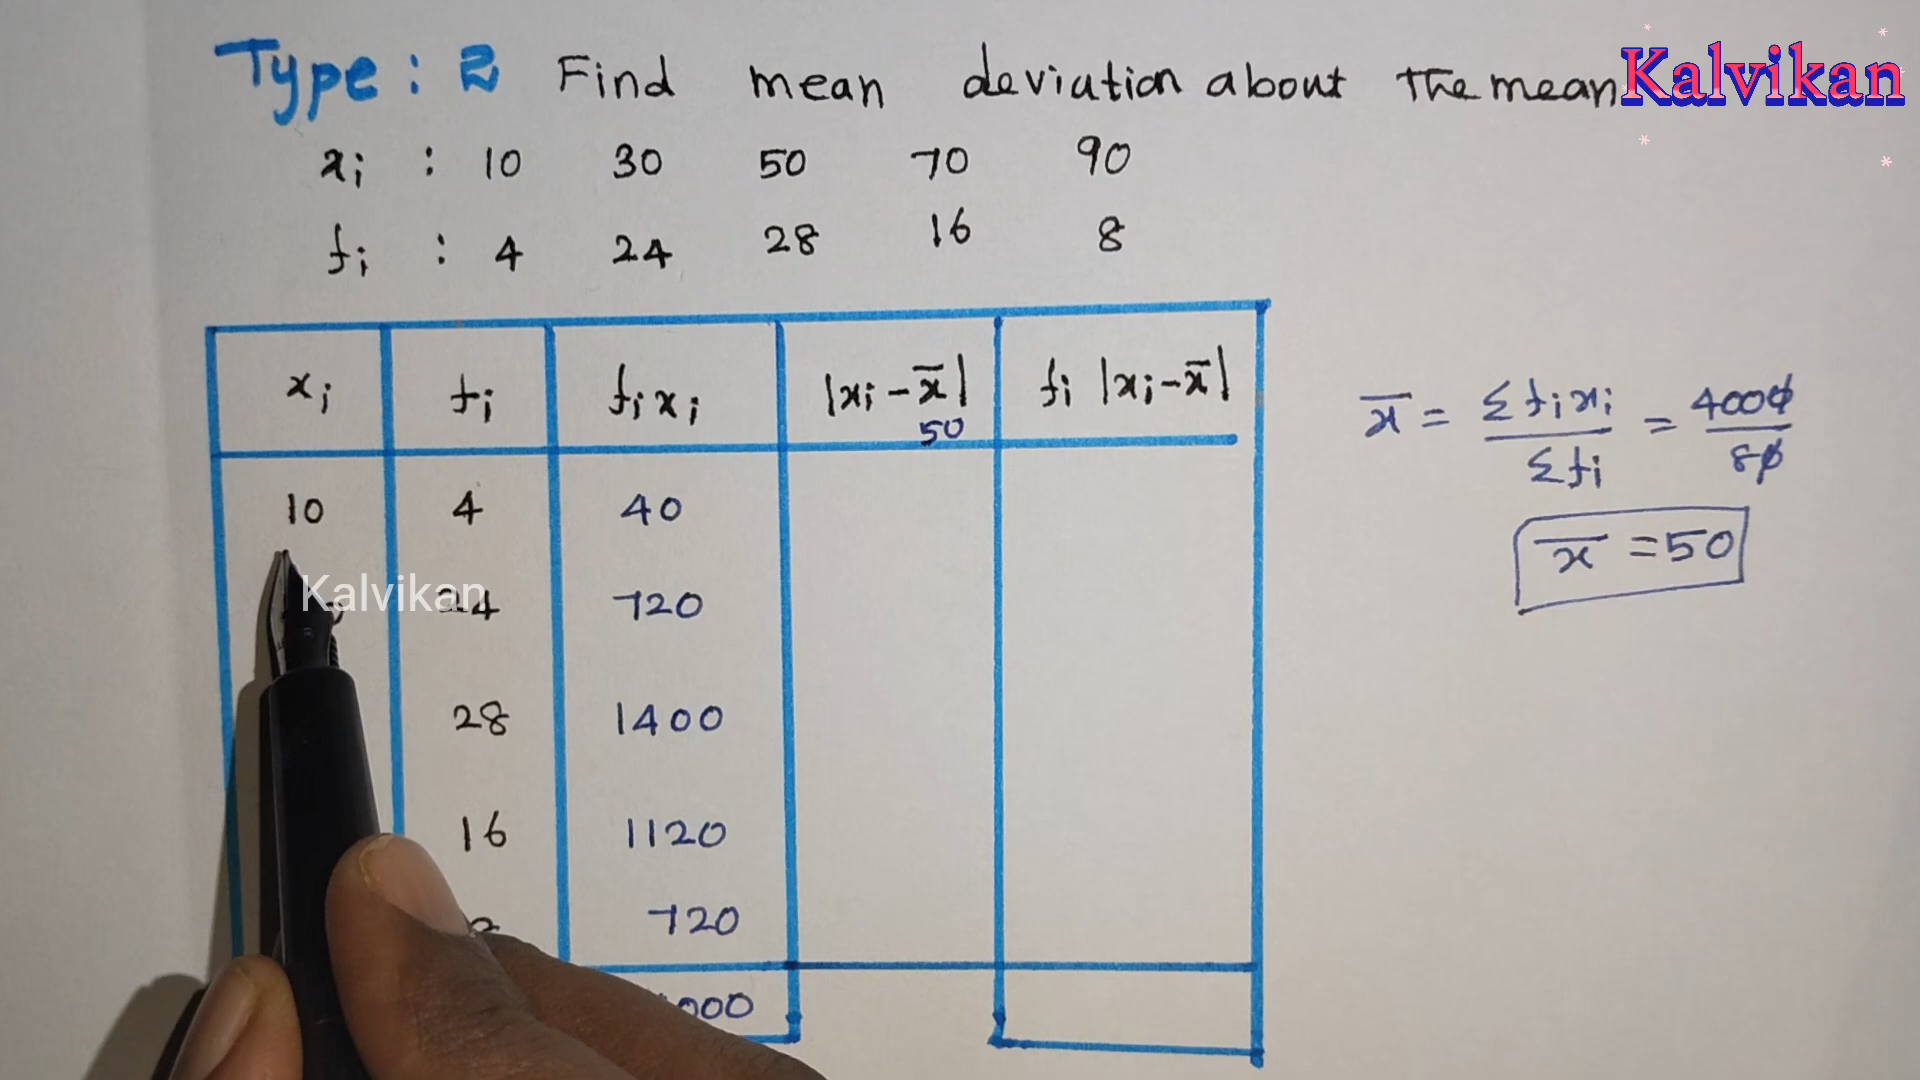 Type: 2 Find mean deviation about the mean
Kalvikan
xi : 10 30 50 70 90
fi : 4 24 28 16 8
xi fi fixi |xi - x̄| fi |xi - x̄|
50
10 4 40
24 720
28 1400
16 1120
720
000
x̄ = Σfixi / Σfi = 4000 / 80
x̄ = 50
Kalvikan